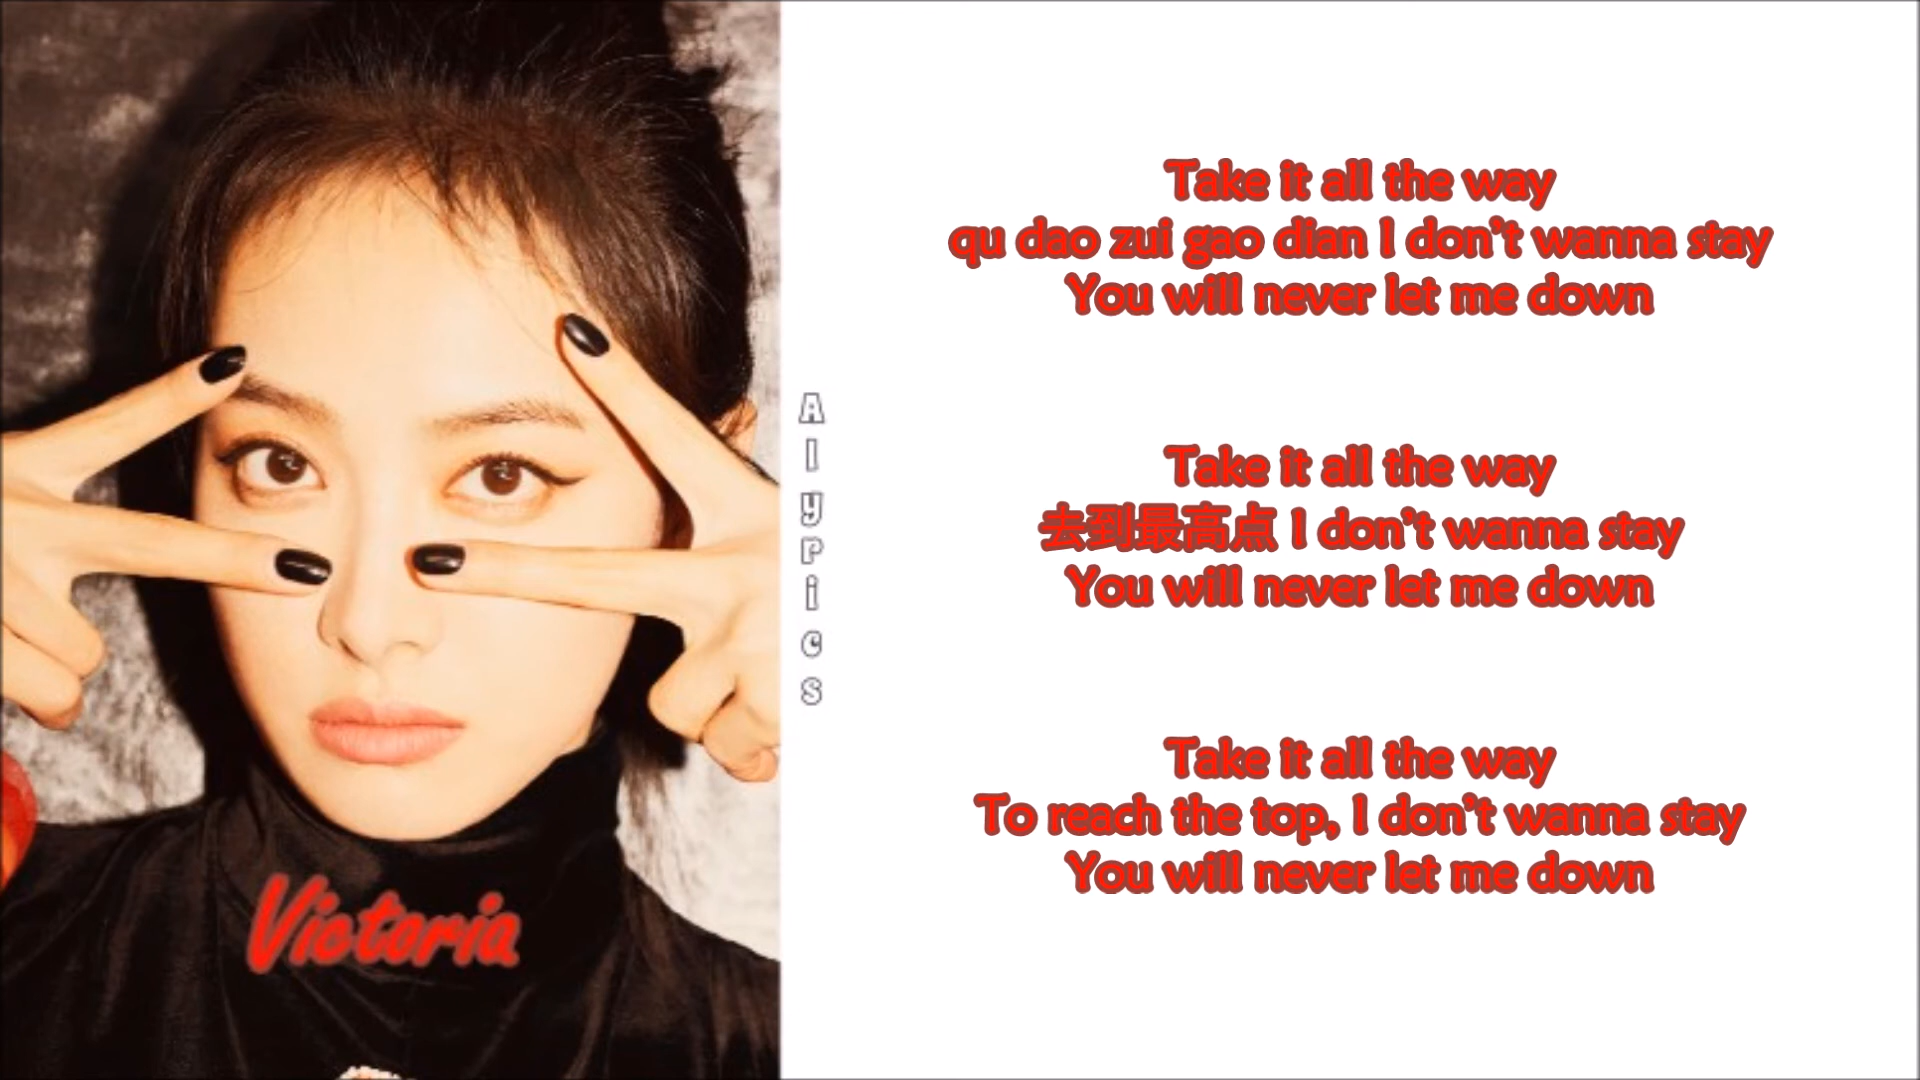 Victoria
Alyrics
Take it all the way
qu dao zui gao dian I don't wanna stay
You will never let me down
Take it all the way
去到最高点 I don't wanna stay
You will never let me down
Take it all the way
To reach the top, I don't wanna stay
You will never let me down